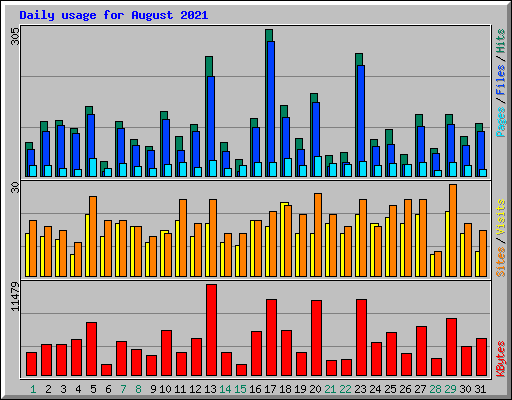 Daily usage for August 2021
305
Pages / Files / Hits
30
Sites / Visits
11479
KBytes
1 2 3 4 5 6 7 8 9 10 11 12 13 14 15 16 17 18 19 20 21 22 23 24 25 26 27 28 29 30 31